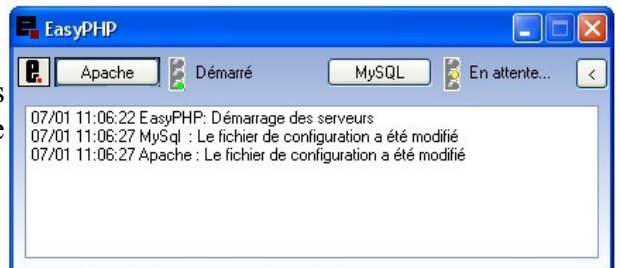 EasyPHP
e. Apache Démarré MySQL En attente... <
s
e
07/01 11:06:22 EasyPHP: Démarrage des serveurs
07/01 11:06:27 MySql : Le fichier de configuration a été modifié
07/01 11:06:27 Apache : Le fichier de configuration a été modifié